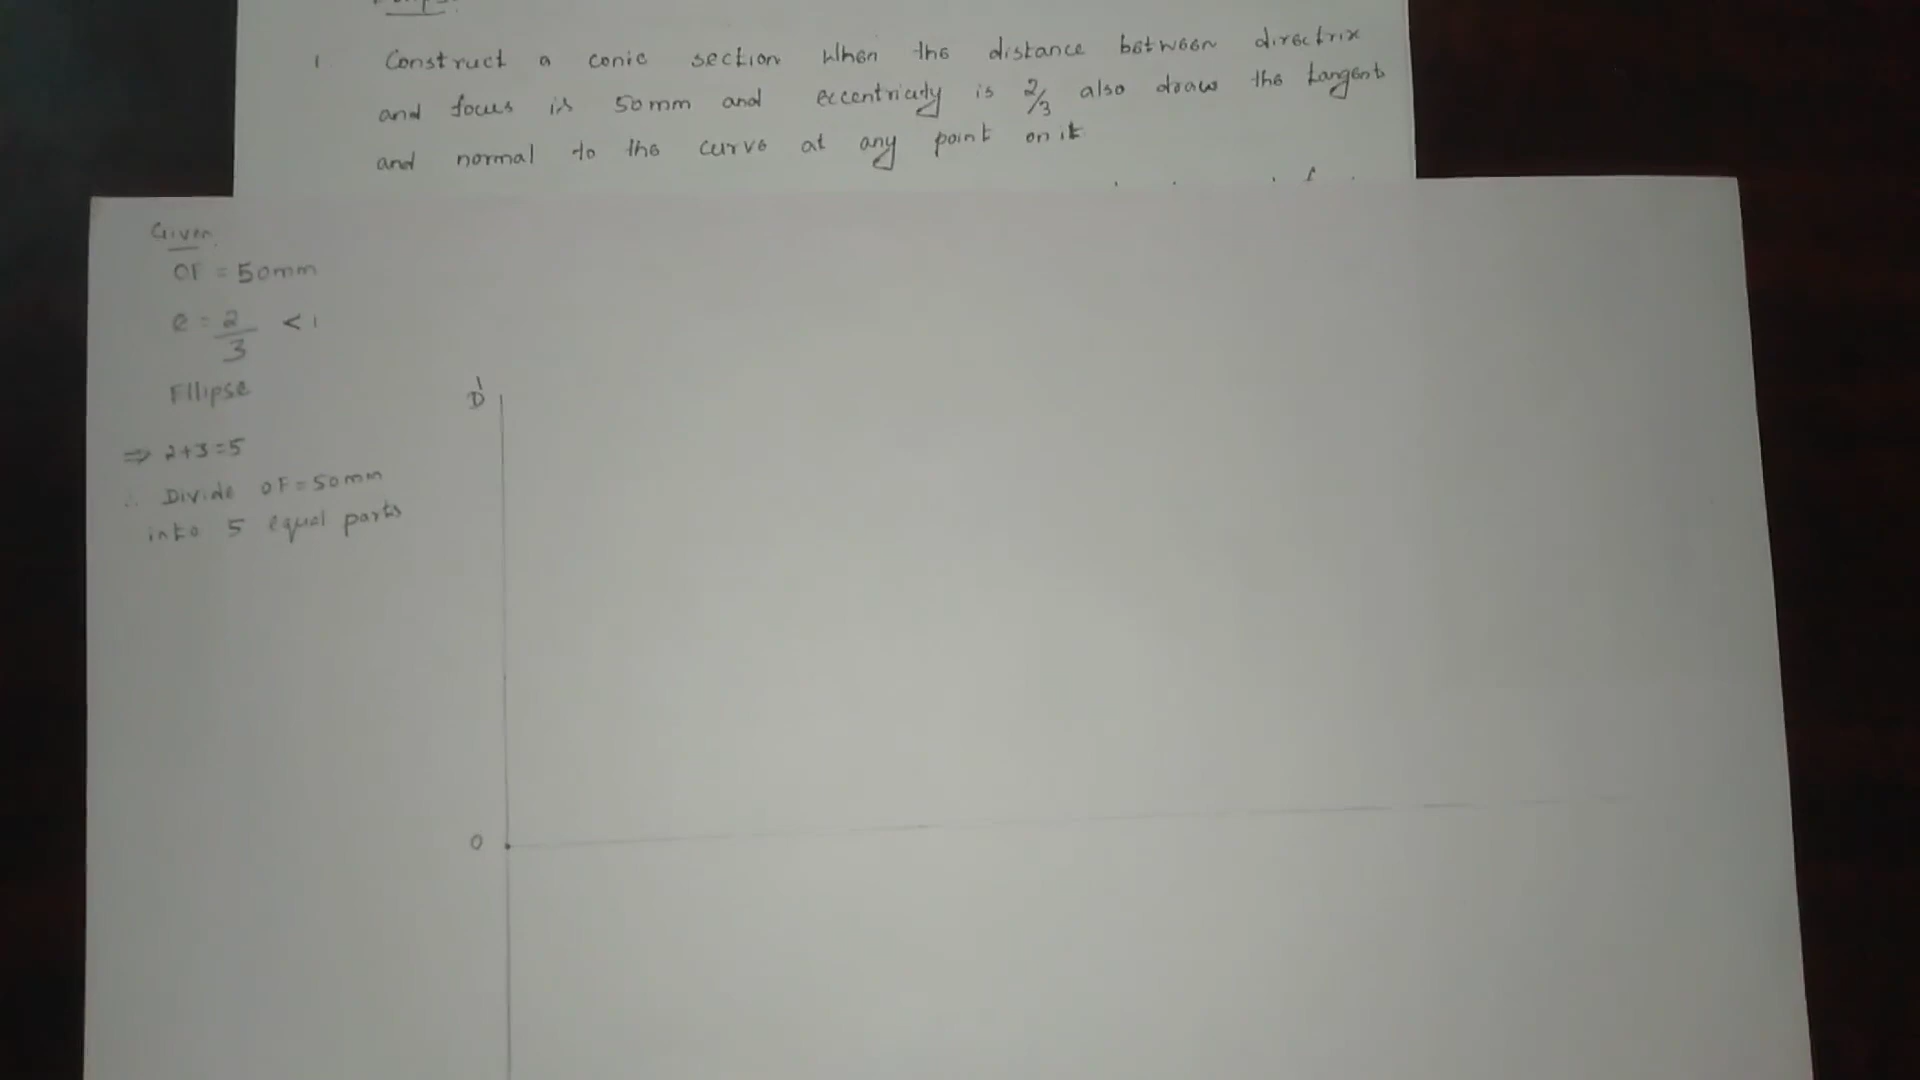 1. Construct a conic section when the distance between directrix
and focus is 50mm and eccentricity is 2/3 also draw the tangent
and normal to the curve at any point on it
Given
OF = 50mm
e = 2/3 < 1
Ellipse
⇒ 2+3=5
∴ Divide OF=50mm
into 5 equal parts
D'
O